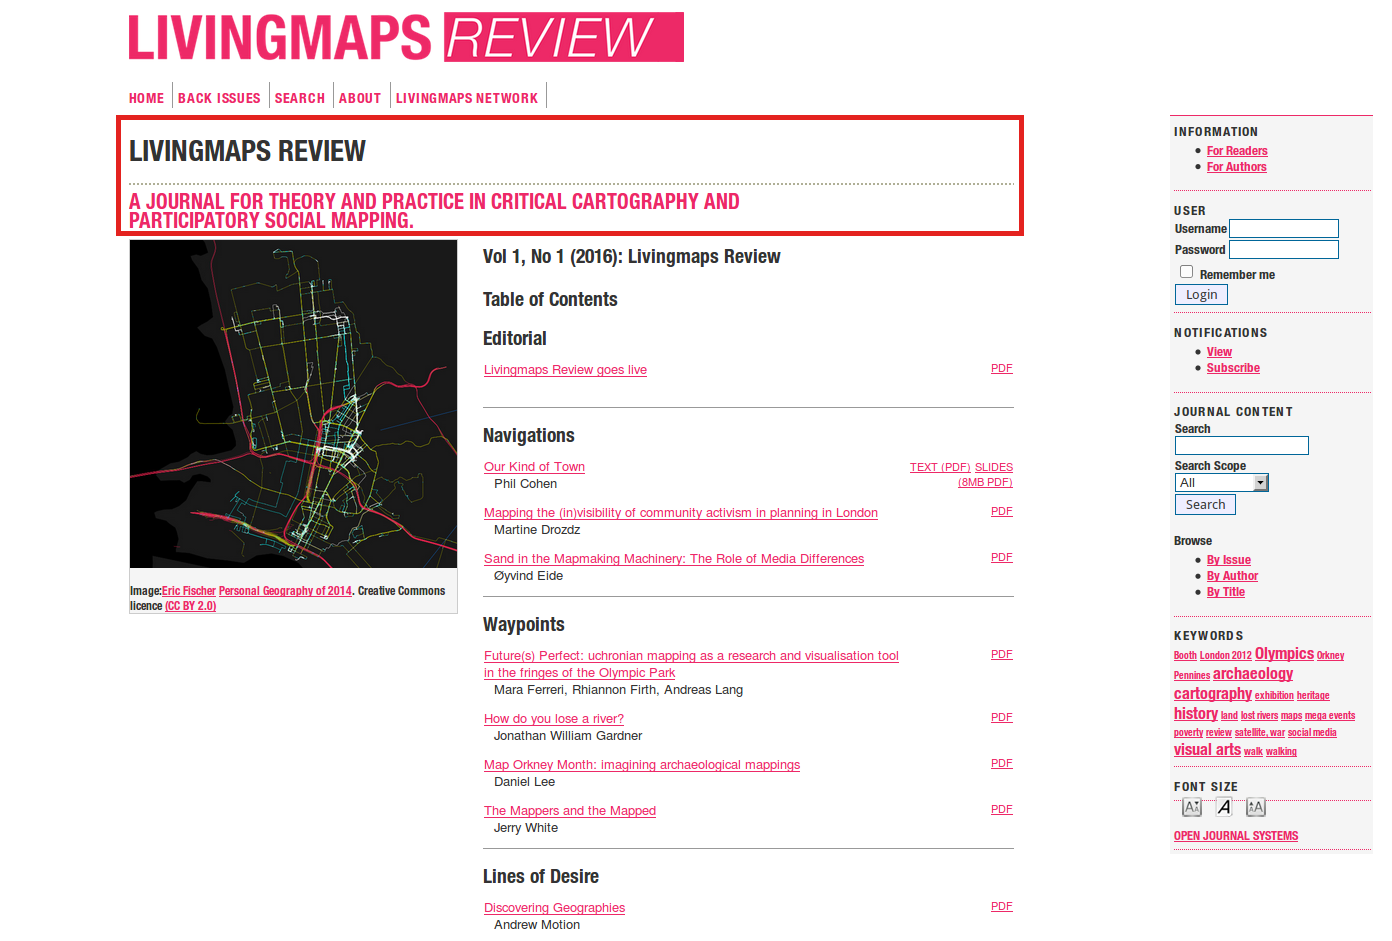 LIVINGMAPS REVIEW
HOME BACK ISSUES SEARCH ABOUT LIVINGMAPS NETWORK
LIVINGMAPS REVIEW
A JOURNAL FOR THEORY AND PRACTICE IN CRITICAL CARTOGRAPHY AND
PARTICIPATORY SOCIAL MAPPING.
Image:Eric Fischer Personal Geography of 2014. Creative Commons
licence (CC BY 2.0)
Vol 1, No 1 (2016): Livingmaps Review
Table of Contents
Editorial
Livingmaps Review goes live PDF
Navigations
Our Kind of Town TEXT (PDF) SLIDES
Phil Cohen (8MB PDF)
Mapping the (in)visibility of community activism in planning in London PDF
Martine Drozdz
Sand in the Mapmaking Machinery: The Role of Media Differences PDF
Øyvind Eide
Waypoints
Future(s) Perfect: uchronian mapping as a research and visualisation tool PDF
in the fringes of the Olympic Park
Mara Ferreri, Rhiannon Firth, Andreas Lang
How do you lose a river? PDF
Jonathan William Gardner
Map Orkney Month: imagining archaeological mappings PDF
Daniel Lee
The Mappers and the Mapped PDF
Jerry White
Lines of Desire
Discovering Geographies PDF
Andrew Motion
INFORMATION
For Readers
For Authors
USER
Username
Password
Remember me
Login
NOTIFICATIONS
View
Subscribe
JOURNAL CONTENT
Search
Search Scope
All
Search
Browse
By Issue
By Author
By Title
KEYWORDS
Booth London 2012 Olympics Orkney
Pennines archaeology
cartography exhibition heritage
history land lost rivers maps mega events
poverty review satellite, war social media
visual arts walk walking
FONT SIZE
A A A A A
OPEN JOURNAL SYSTEMS